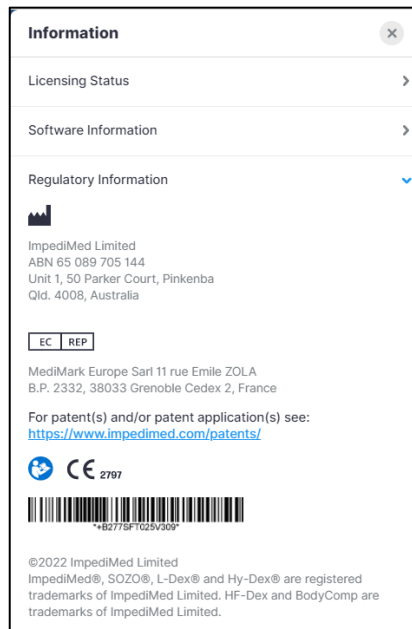 Information
Licensing Status
Software Information
Regulatory Information
ImpediMed Limited
ABN 65 089 705 144
Unit 1, 50 Parker Court, Pinkenba
Qld. 4008, Australia
EC REP
MediMark Europe Sarl 11 rue Emile ZOLA
B.P. 2332, 38033 Grenoble Cedex 2, France
For patent(s) and/or patent application(s) see:
https://www.impedimed.com/patents/
CE 2797
*+B277SFT025V309*
©2022 ImpediMed Limited
ImpediMed®, SOZO®, L-Dex® and Hy-Dex® are registered
trademarks of ImpediMed Limited. HF-Dex and BodyComp are
trademarks of ImpediMed Limited.